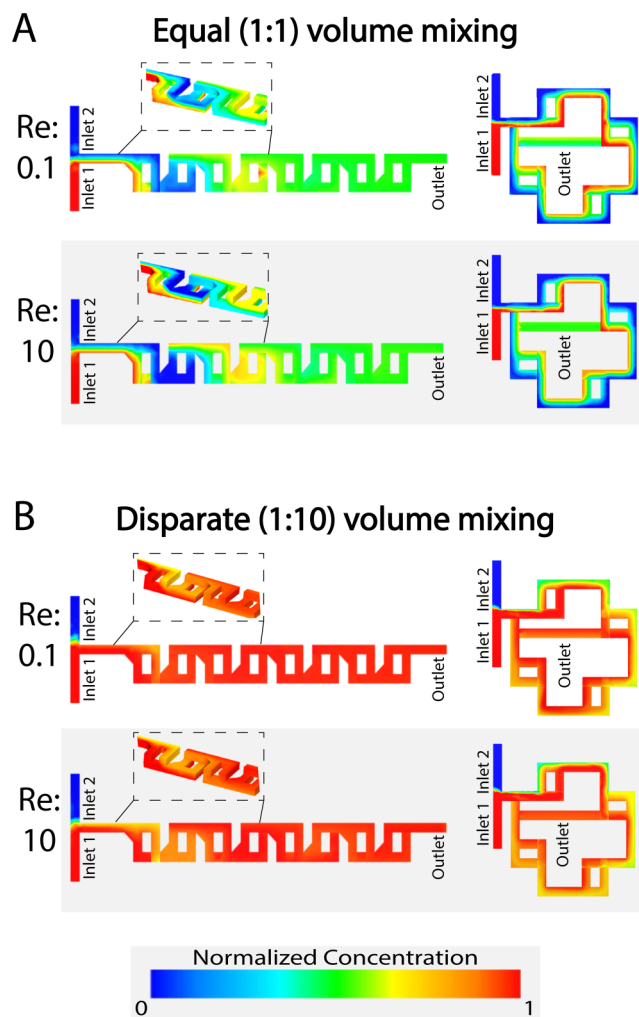 A
Equal (1:1) volume mixing
Re:
0.1
Inlet 2
Inlet 1
Outlet
Inlet 2
Inlet 1
Outlet
Re:
10
Inlet 2
Inlet 1
Outlet
Inlet 2
Inlet 1
Outlet
B
Disparate (1:10) volume mixing
Re:
0.1
Inlet 2
Inlet 1
Outlet
Inlet 2
Inlet 1
Outlet
Re:
10
Inlet 2
Inlet 1
Outlet
Inlet 2
Inlet 1
Outlet
Normalized Concentration
0
1